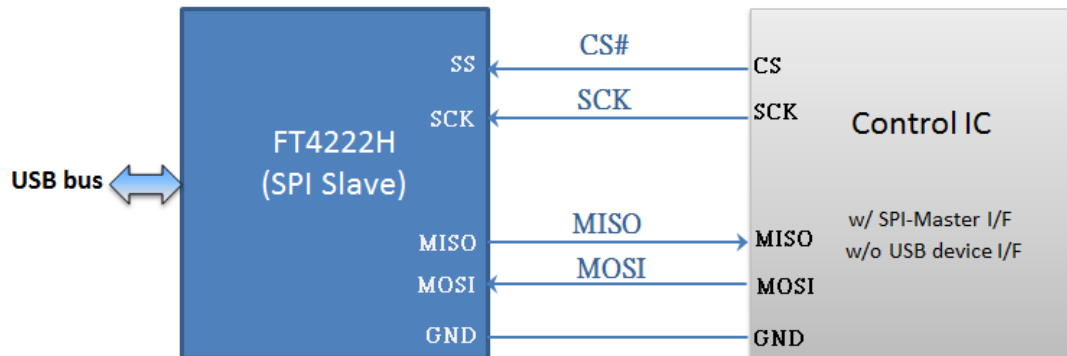 CS#
SS
CS
SCK
SCK
SCK
FT4222H
(SPI Slave)
Control IC
USB bus
MISO
MISO
MISO
w/ SPI-Master I/F
w/o USB device I/F
MOSI
MOSI
MOSI
GND
GND